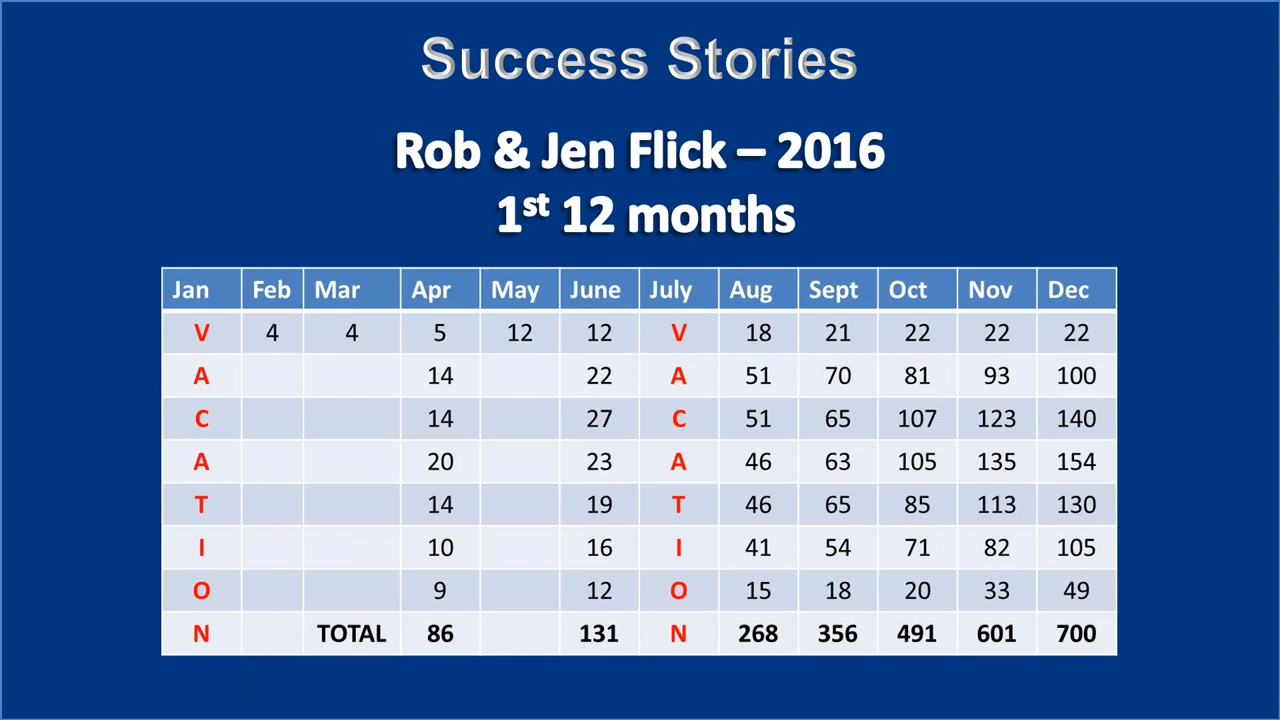 Success Stories
Rob & Jen Flick – 2016
1st 12 months
Jan Feb Mar Apr May June July Aug Sept Oct Nov Dec
V 4 4 5 12 12 V 18 21 22 22 22
A 14 22 A 51 70 81 93 100
C 14 27 C 51 65 107 123 140
A 20 23 A 46 63 105 135 154
T 14 19 T 46 65 85 113 130
I 10 16 I 41 54 71 82 105
O 9 12 O 15 18 20 33 49
N TOTAL 86 131 N 268 356 491 601 700